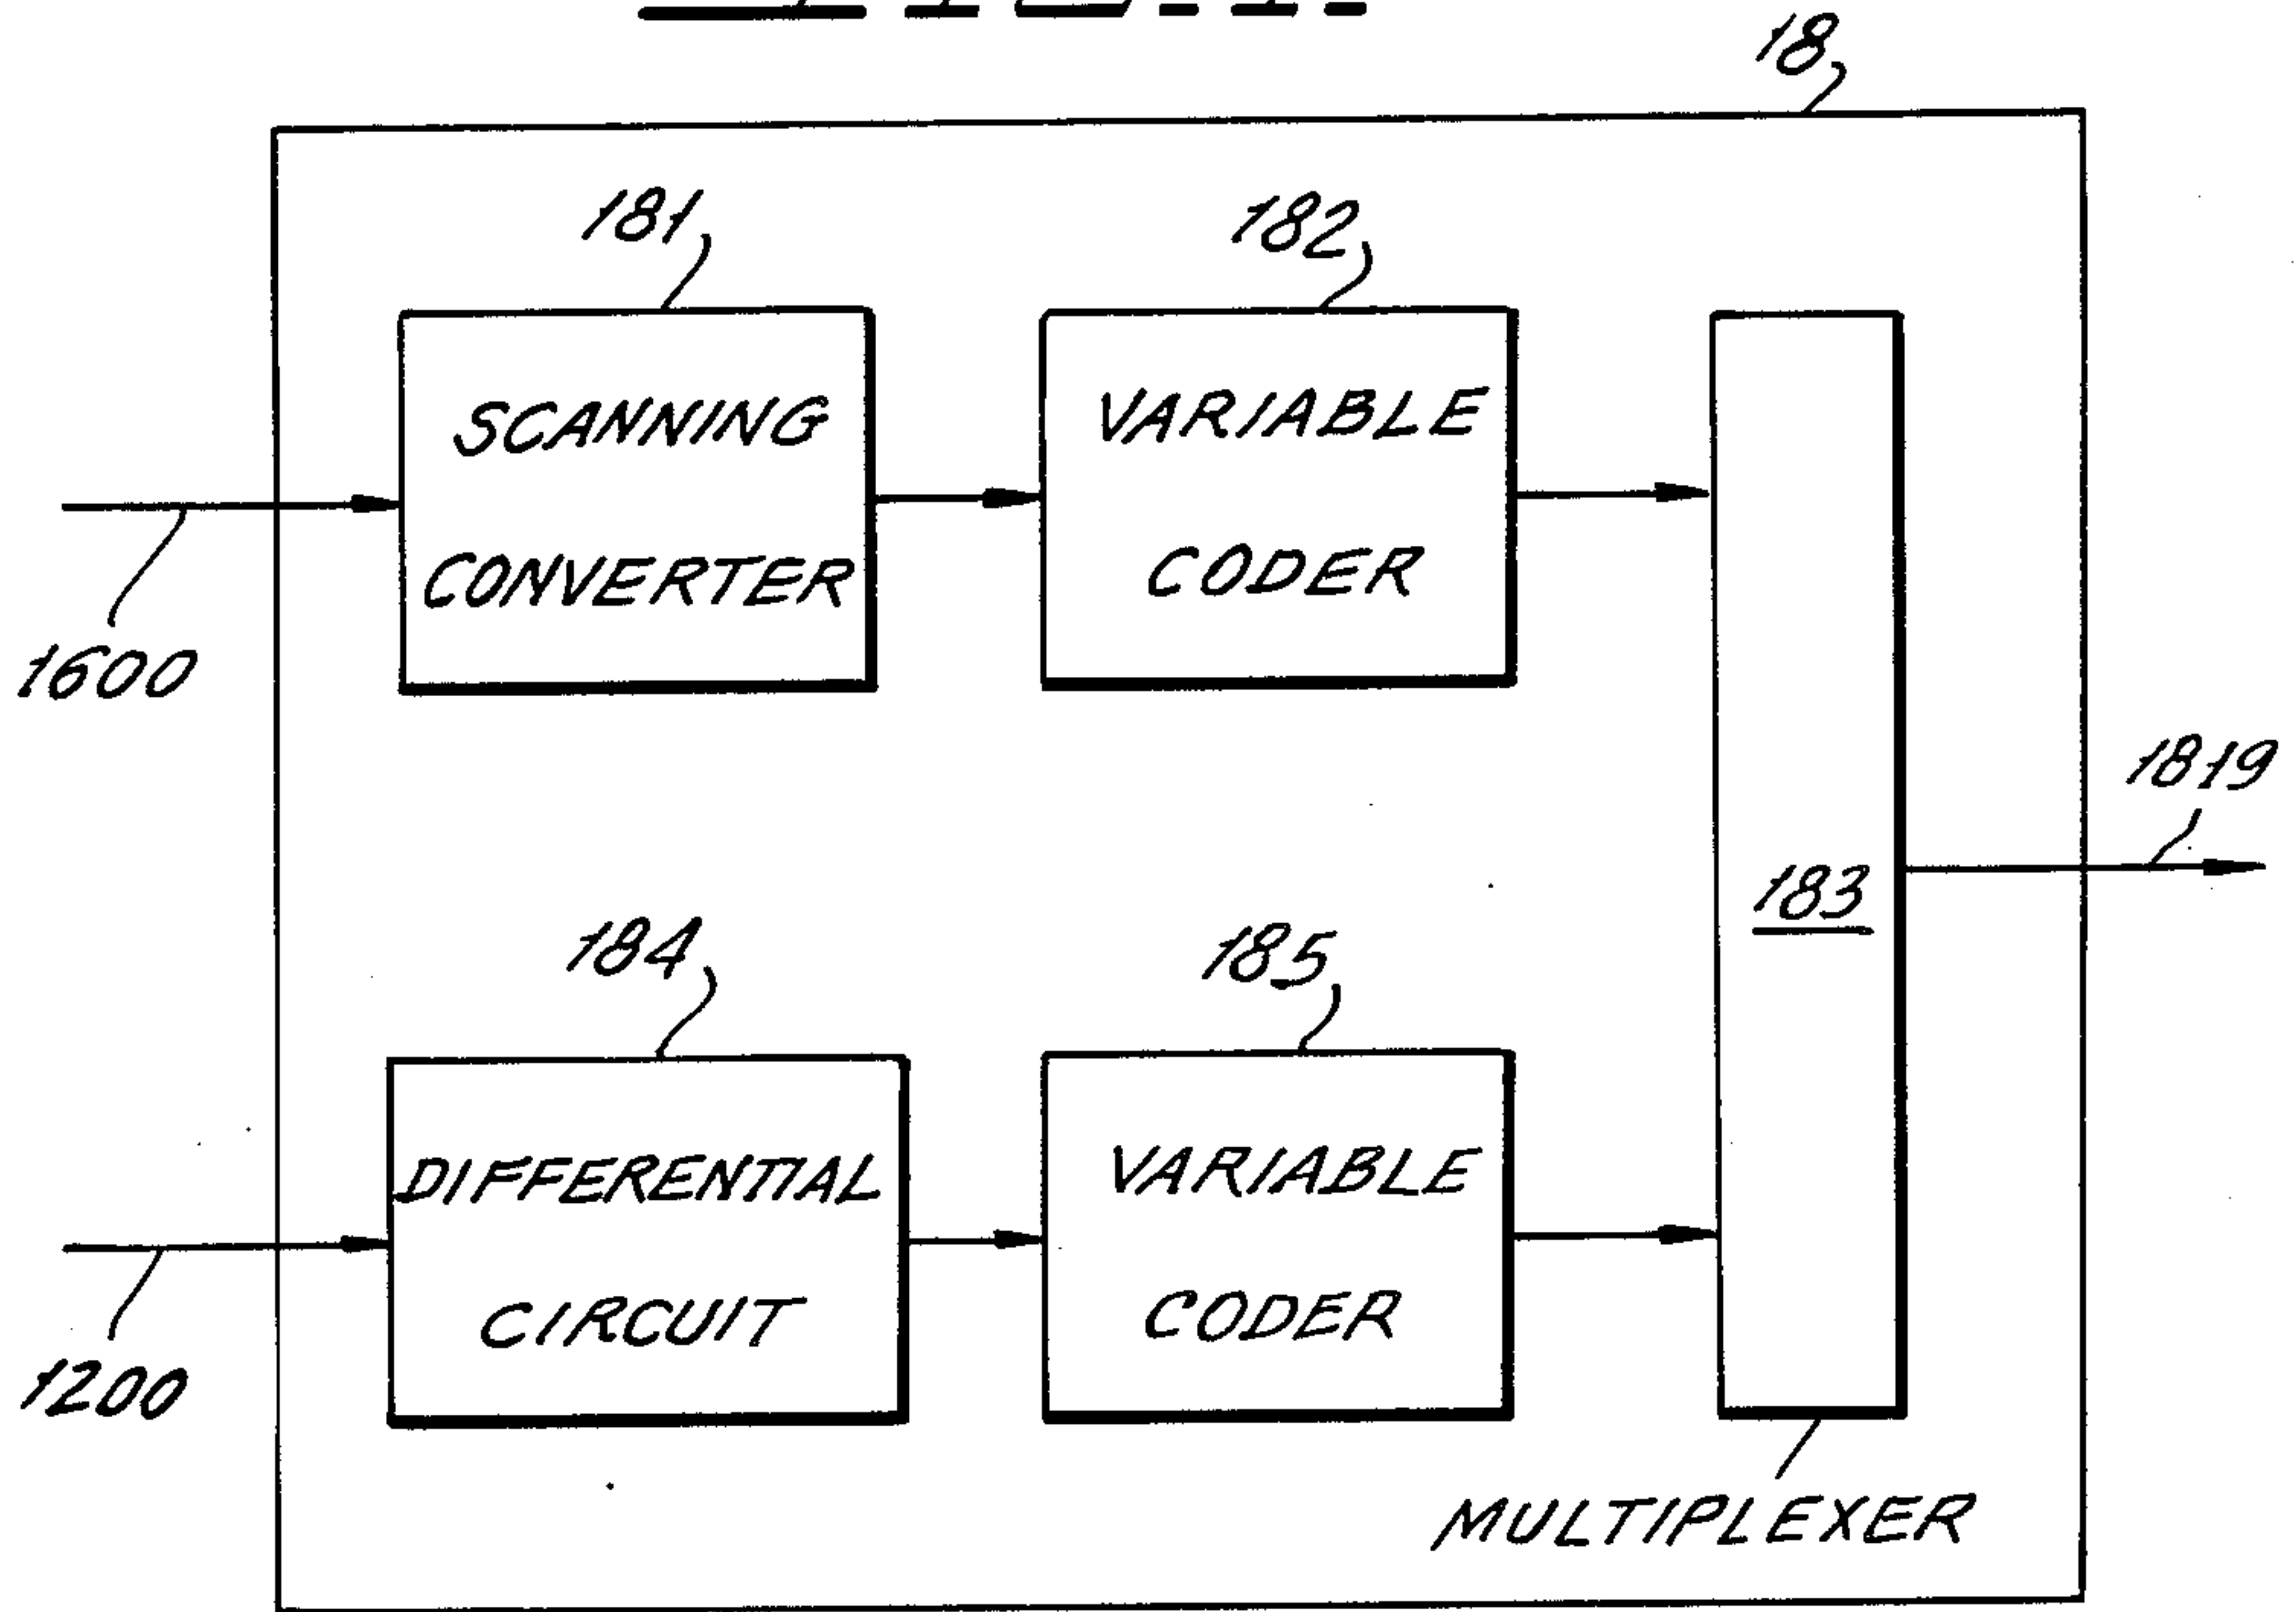 18
181
182
SCANNING
CONVERTER
VARIABLE
CODER
1600
1819
183
184
185
DIFFERENTIAL
CIRCUIT
VARIABLE
CODER
1200
MULTIPLEXER